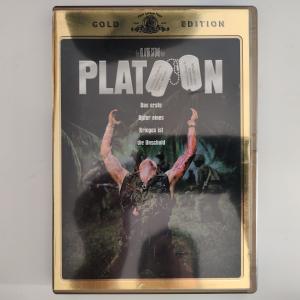 GOLD EDITION
PLATOON
Das erste
Opfer eines
Krieges ist
die Unschuld